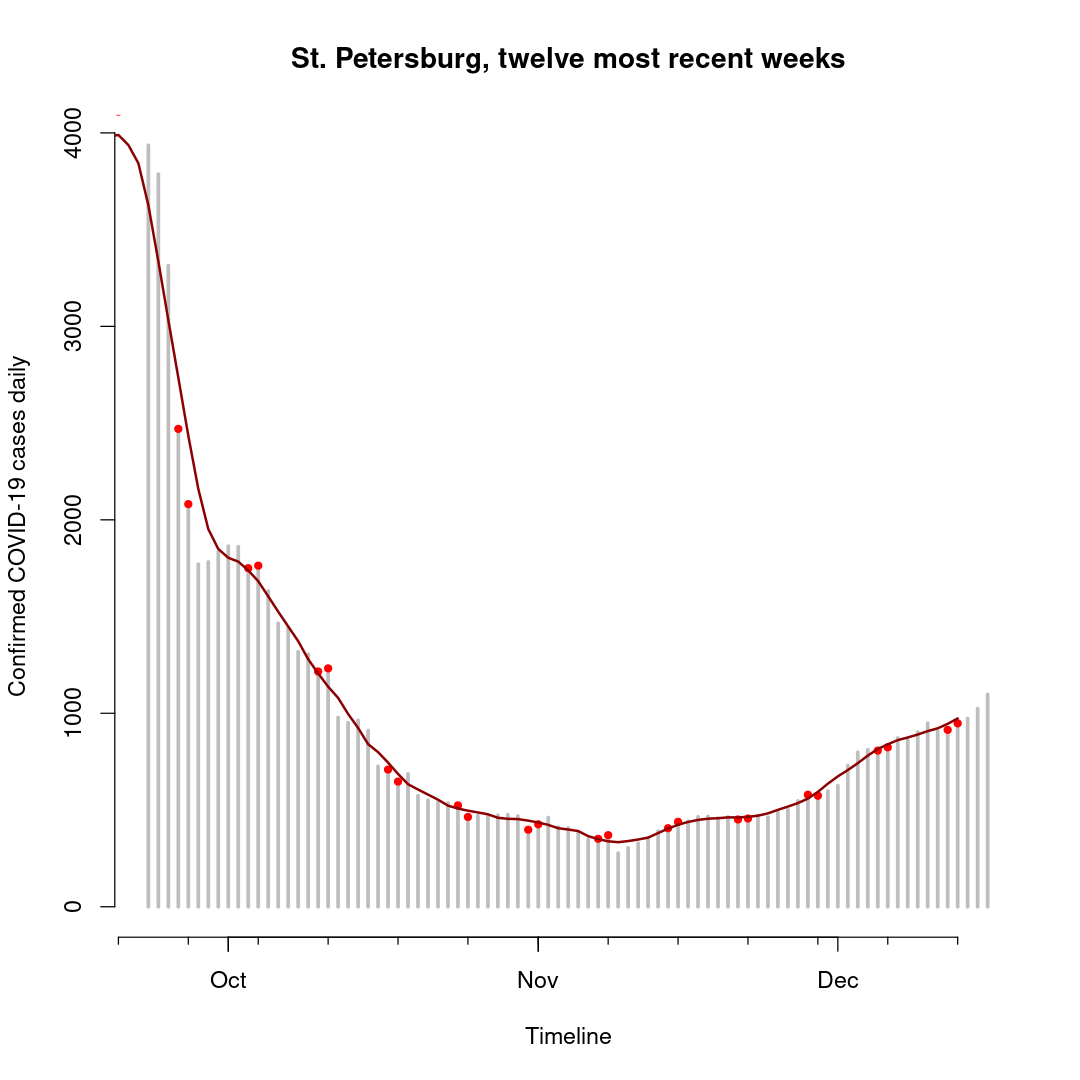 St. Petersburg, twelve most recent weeks
Confirmed COVID-19 cases daily
4000
3000
2000
1000
0
Oct Nov Dec
Timeline